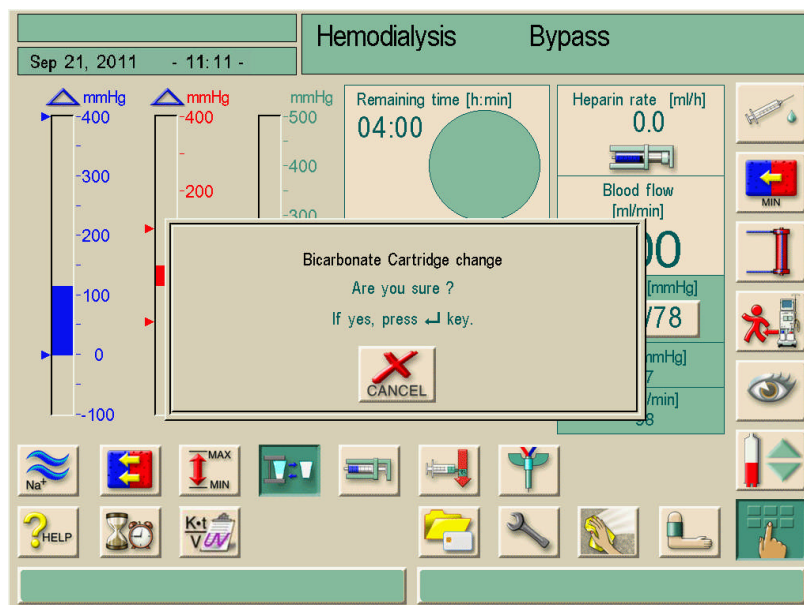 Hemodialysis Bypass
Sep 21, 2011 - 11:11 -
mmHg mmHg mmHg
400 400 500
300 200 400
200 300
100
0
-100
Remaining time [h:min]
04:00
Heparin rate [ml/h]
0.0
Blood flow
[ml/min]
[mmHg]
/78
mmHg]
7
/min]
98
Bicarbonate Cartridge change
Are you sure ?
If yes, press ↵ key.
CANCEL
MIN
Na+
MAX
MIN
HELP
K•t
V UV